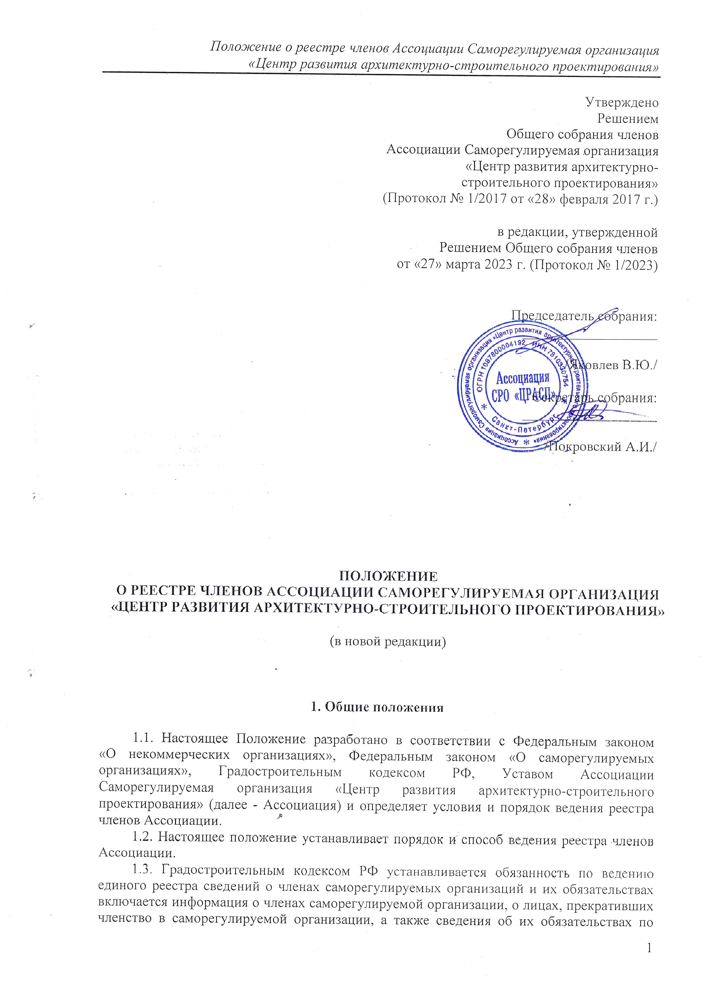 Положение о реестре членов Ассоциации Саморегулируемая организация
«Центр развития архитектурно-строительного проектирования»
Утверждено
Решением
Общего собрания членов
Ассоциации Саморегулируемая организация
«Центр развития архитектурно-
строительного проектирования»
(Протокол № 1/2017 от «28» февраля 2017 г.)
в редакции, утвержденной
Решением Общего собрания членов
от «27» марта 2023 г. (Протокол № 1/2023)
Председатель собрания:
/Яковлев В.Ю./
Секретарь собрания:
/Покровский А.И./
Ассоциация Саморегулируемая организация «Центр развития архитектурно-строительного проектирования»
ОГРН 1087800004192 ИНН 7810330754
Ассоциация
СРО «ЦРАСП»
Санкт-Петербург
ПОЛОЖЕНИЕ
О РЕЕСТРЕ ЧЛЕНОВ АССОЦИАЦИИ САМОРЕГУЛИРУЕМАЯ ОРГАНИЗАЦИЯ
«ЦЕНТР РАЗВИТИЯ АРХИТЕКТУРНО-СТРОИТЕЛЬНОГО ПРОЕКТИРОВАНИЯ»
(в новой редакции)
1. Общие положения
1.1. Настоящее Положение разработано в соответствии с Федеральным законом
«О некоммерческих организациях», Федеральным законом «О саморегулируемых
организациях», Градостроительным кодексом РФ, Уставом Ассоциации
Саморегулируемая организация «Центр развития архитектурно-строительного
проектирования» (далее - Ассоциация) и определяет условия и порядок ведения реестра
членов Ассоциации.
1.2. Настоящее положение устанавливает порядок и способ ведения реестра членов
Ассоциации.
1.3. Градостроительным кодексом РФ устанавливается обязанность по ведению
единого реестра сведений о членах саморегулируемых организаций и их обязательствах
включается информация о членах саморегулируемой организации, о лицах, прекративших
членство в саморегулируемой организации, а также сведения об их обязательствах по
1